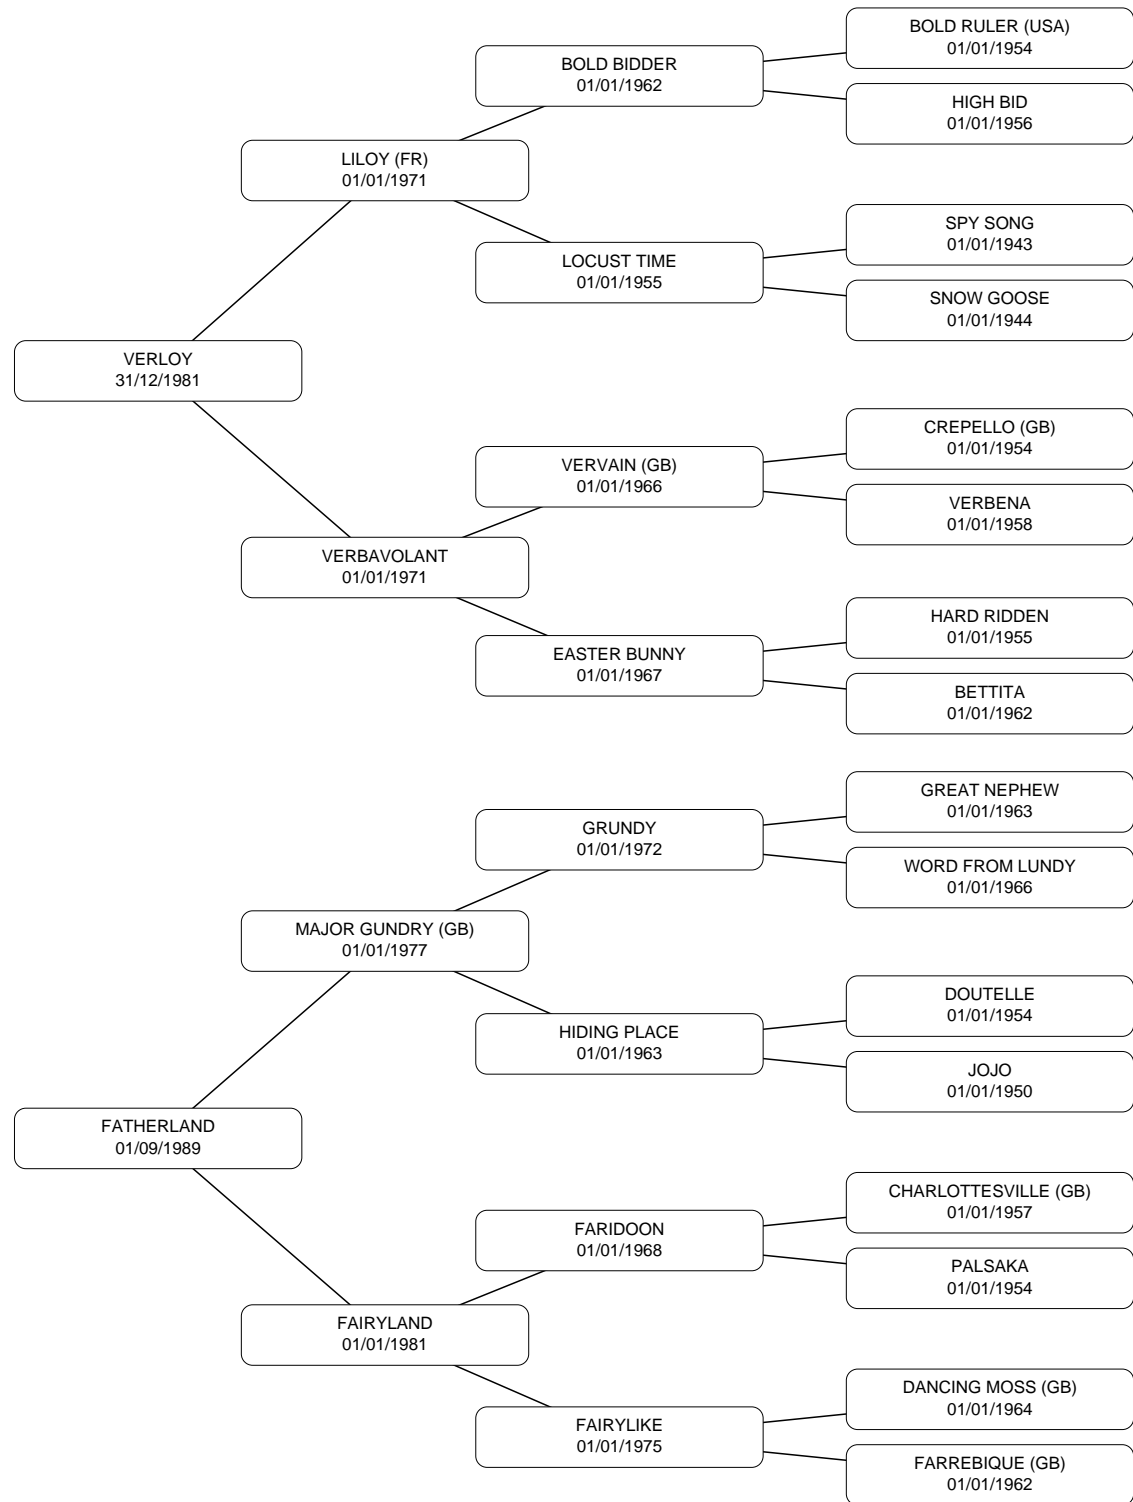 BOLD RULER (USA)
01/01/1954
BOLD BIDDER
01/01/1962
HIGH BID
01/01/1956
LILOY (FR)
01/01/1971
SPY SONG
01/01/1943
LOCUST TIME
01/01/1955
SNOW GOOSE
01/01/1944
VERLOY
31/12/1981
CREPELLO (GB)
01/01/1954
VERVAIN (GB)
01/01/1966
VERBENA
01/01/1958
VERBAVOLANT
01/01/1971
HARD RIDDEN
01/01/1955
EASTER BUNNY
01/01/1967
BETTITA
01/01/1962
GREAT NEPHEW
01/01/1963
GRUNDY
01/01/1972
WORD FROM LUNDY
01/01/1966
MAJOR GUNDRY (GB)
01/01/1977
DOUTELLE
01/01/1954
HIDING PLACE
01/01/1963
JOJO
01/01/1950
FATHERLAND
01/09/1989
CHARLOTTESVILLE (GB)
01/01/1957
FARIDOON
01/01/1968
PALSAKA
01/01/1954
FAIRYLAND
01/01/1981
DANCING MOSS (GB)
01/01/1964
FAIRYLIKE
01/01/1975
FARREBIQUE (GB)
01/01/1962